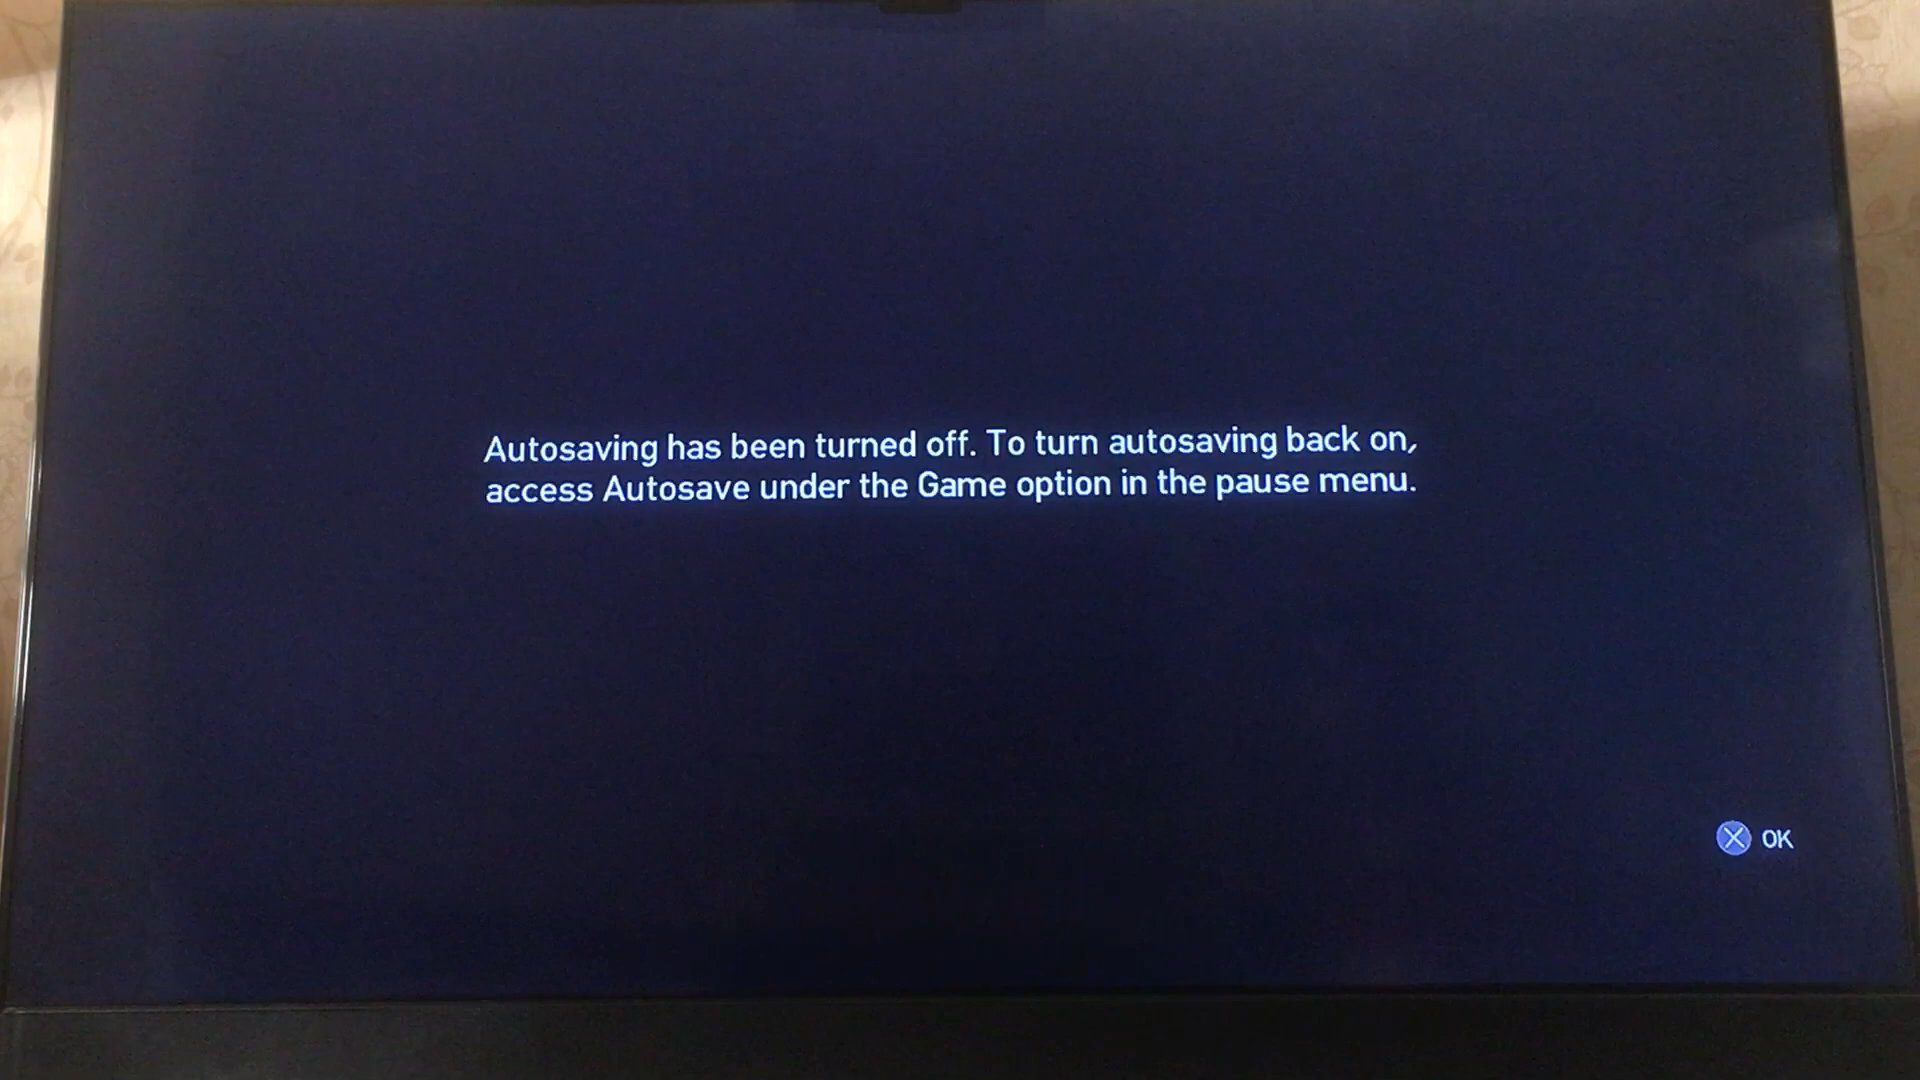 Autosaving has been turned off. To turn autosaving back on,
access Autosave under the Game option in the pause menu.
OK